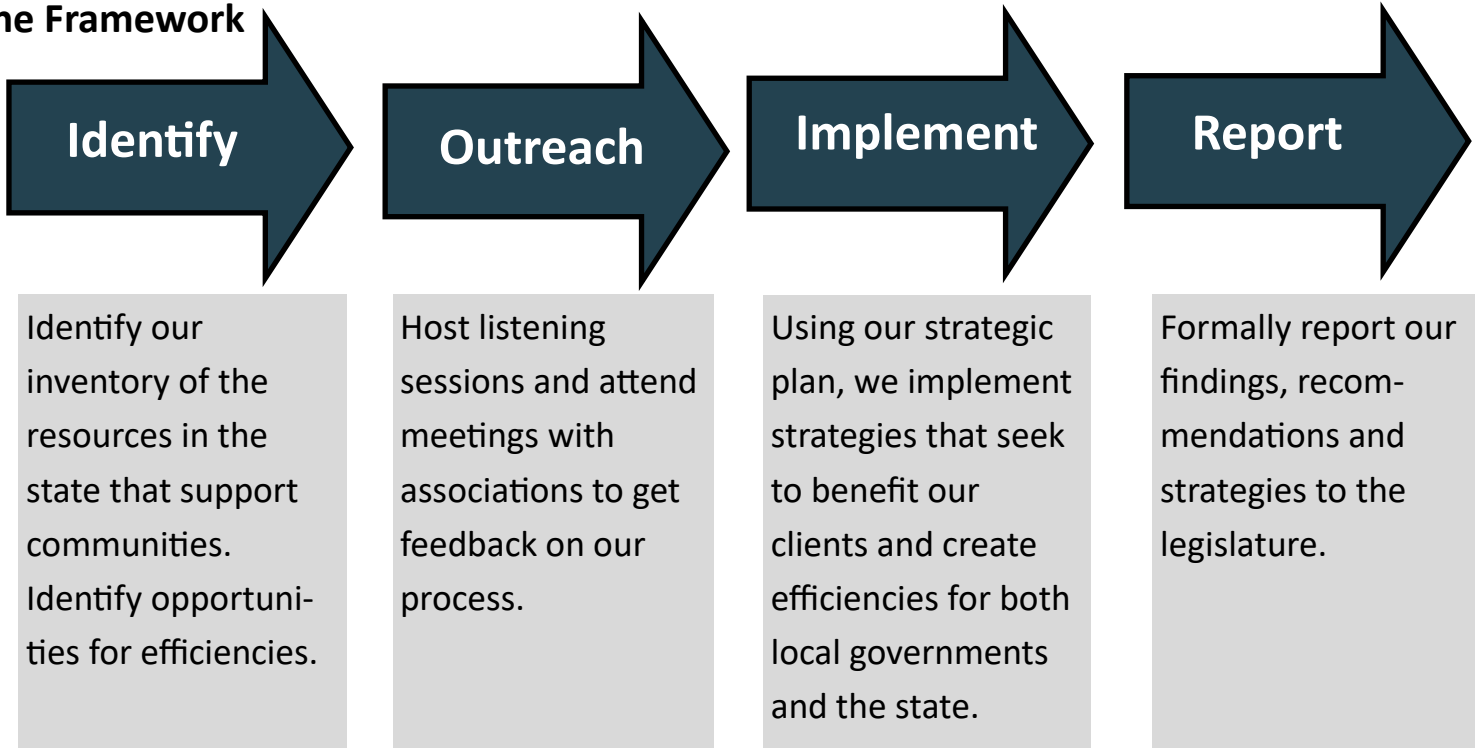 ne Framework
Identify
Outreach
Implement
Report
Identify our
inventory of the
resources in the
state that support
communities.
Identify opportuni-
ties for efficiencies.
Host listening
sessions and attend
meetings with
associations to get
feedback on our
process.
Using our strategic
plan, we implement
strategies that seek
to benefit our
clients and create
efficiencies for both
local governments
and the state.
Formally report our
findings, recom-
mendations and
strategies to the
legislature.